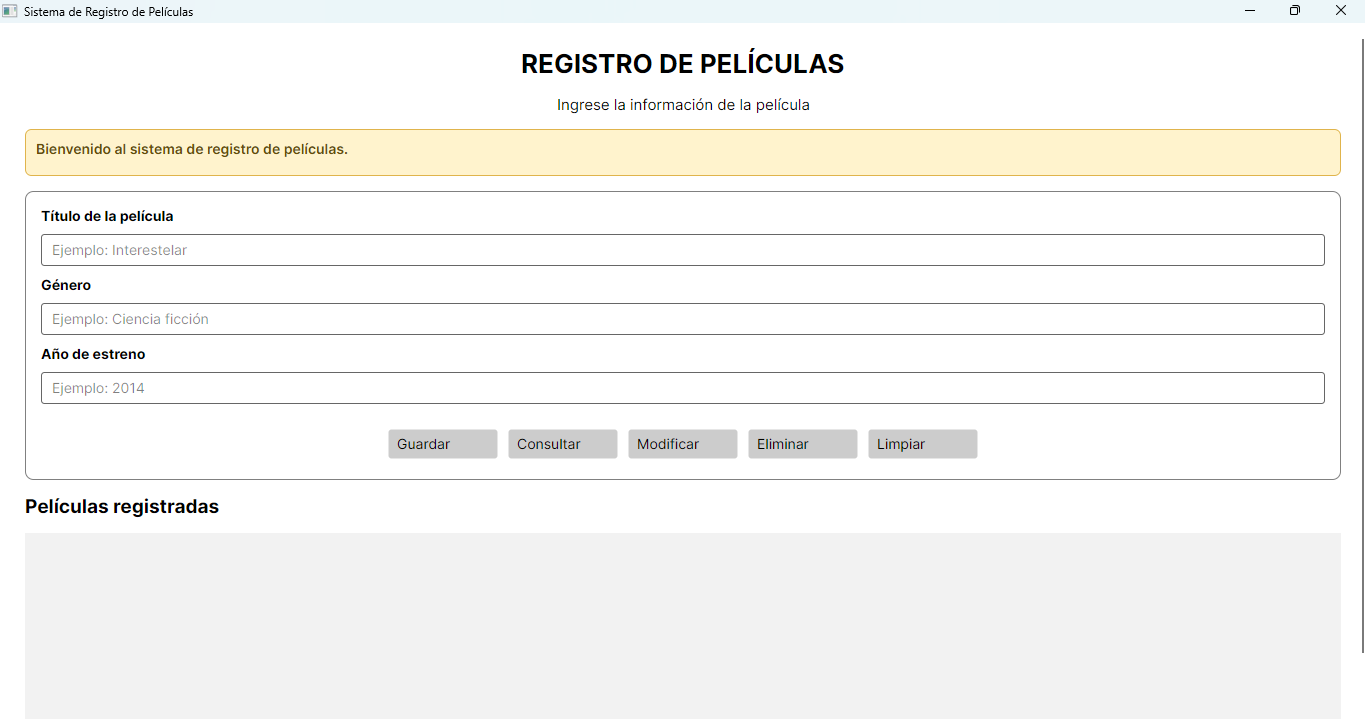 Sistema de Registro de Películas
REGISTRO DE PELÍCULAS
Ingrese la información de la película
Bienvenido al sistema de registro de películas.
Título de la película
Ejemplo: Interestelar
Género
Ejemplo: Ciencia ficción
Año de estreno
Ejemplo: 2014
Guardar Consultar Modificar Eliminar Limpiar
Películas registradas